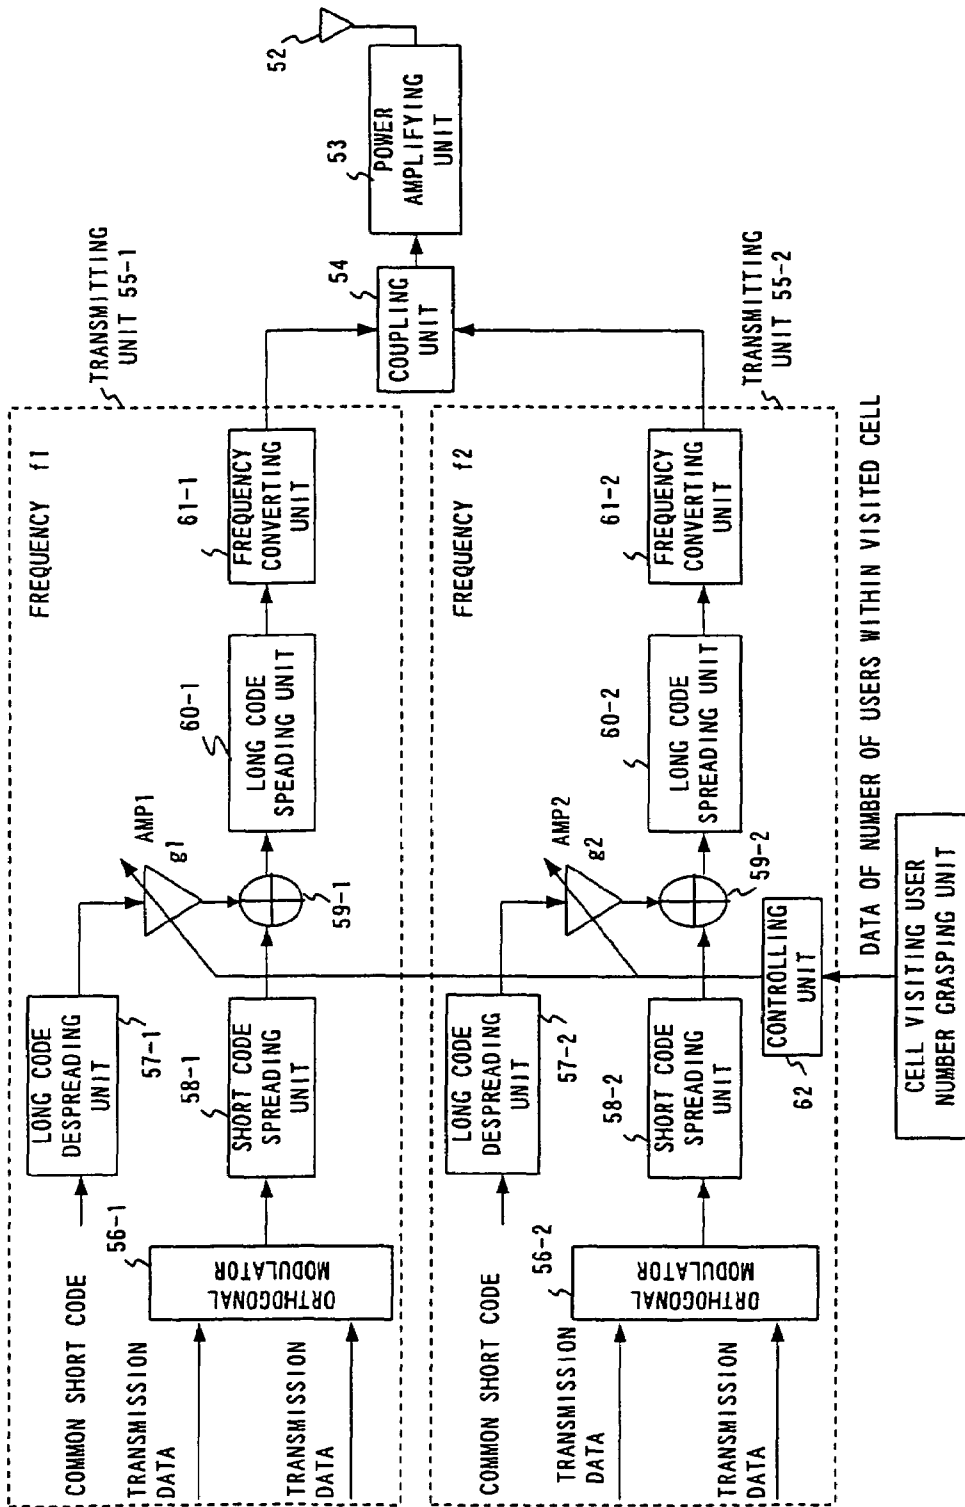 TRANSMITTING
UNIT 55-1
FREQUENCY f1
COMMON SHORT CODE
LONG CODE
DESPREADING
UNIT
57-1
AMP1
g1
TRANSMISSION
DATA
TRANSMISSION
DATA
56-1
ORTHOGONAL
MODULATOR
58-1
SHORT CODE
SPREADING
UNIT
59-1
60-1
LONG CODE
SPEADING UNIT
61-1
FREQUENCY
CONVERTING
UNIT
54
COUPLING
UNIT
53
POWER
AMPLIFYING
UNIT
52
TRANSMITTING
UNIT 55-2
FREQUENCY f2
COMMON SHORT CODE
LONG CODE
DESPREADING
UNIT
57-2
AMP2
g2
TRANSMISSION
DATA
TRANSMISSION
DATA
56-2
ORTHOGONAL
MODULATOR
58-2
SHORT CODE
SPREADING
UNIT
59-2
60-2
LONG CODE
SPREADING UNIT
61-2
FREQUENCY
CONVERTING
UNIT
62
CONTROLLING
UNIT
DATA OF NUMBER OF USERS WITHIN VISITED CELL
CELL VISITING USER
NUMBER GRASPING UNIT